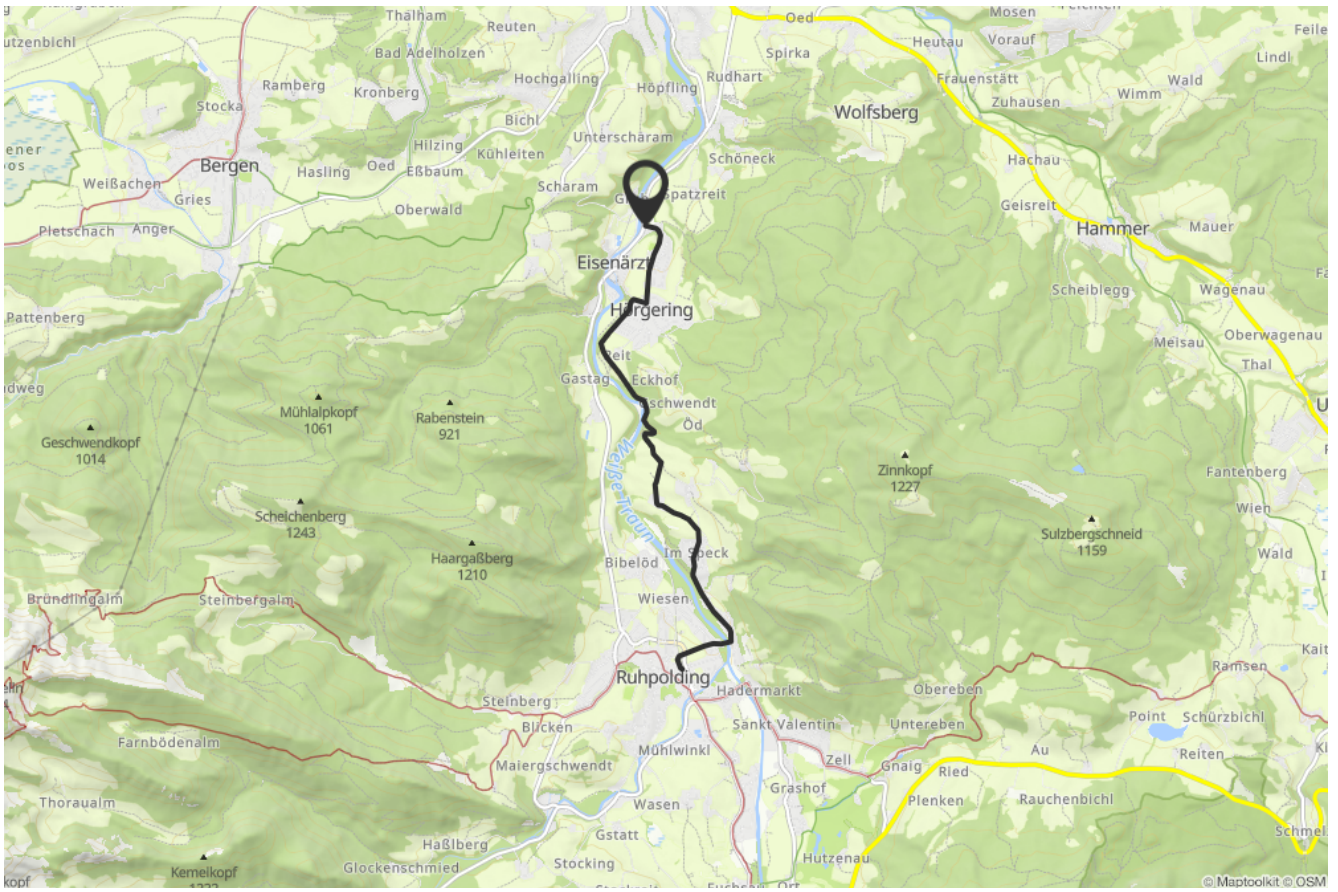 Thalham
Reuten
Oed
Mosen
Vorauf
Heutau
Spirka
Lindl
Bad Adelholzen
Hochgalling
Rudhart
Frauenstätt
Wald
Ramberg
Kronberg
Höpfling
Wimm
Zuhausen
Stocka
Wolfsberg
Bichl
Unterscharam
Hilzing
Kühleiten
Schöneck
Hachau
Bergen
Hasling
Oed
Eßbaum
Weißachen
Scharam
Spatzreit
Gries
Oberwald
Geisreit
Pletschach
Anger
Hammer
Mauer
Eisenärzt
Scheiblegg
Wagenau
Pattenberg
Hörgering
Oberwagenau
Meisau
Reit
Thal
Gastag
Eckhof
Mühlalpkopf
1061
Rabenstein
921
Gschwendt
Öd
Geschwendkopf
1014
Weiße Traun
Zinnkopf
1227
Fantenberg
Scheichenberg
1243
Wien
Sulzbergschneid
1159
Haargaßberg
1210
Im Speck
Bibelöd
Wald
Bründlingalm
Steinbergalm
Wiesen
Ramsen
Ruhpolding
Steinberg
Hadermarkt
Obereben
Blicken
Sankt Valentin
Untereben
Point
Schürzbichl
Farnbödenalm
Mühlwinkl
Au
Reiten
Maiergschwendt
Zell
Gnaig
Ried
Grashof
Thoraualm
Wasen
Plenken
Rauchenbichl
Haßlberg
Gstatt
Glockenschmied
Stocking
Hutzenau
Kemeikopf
© Maptoolkit © OSM